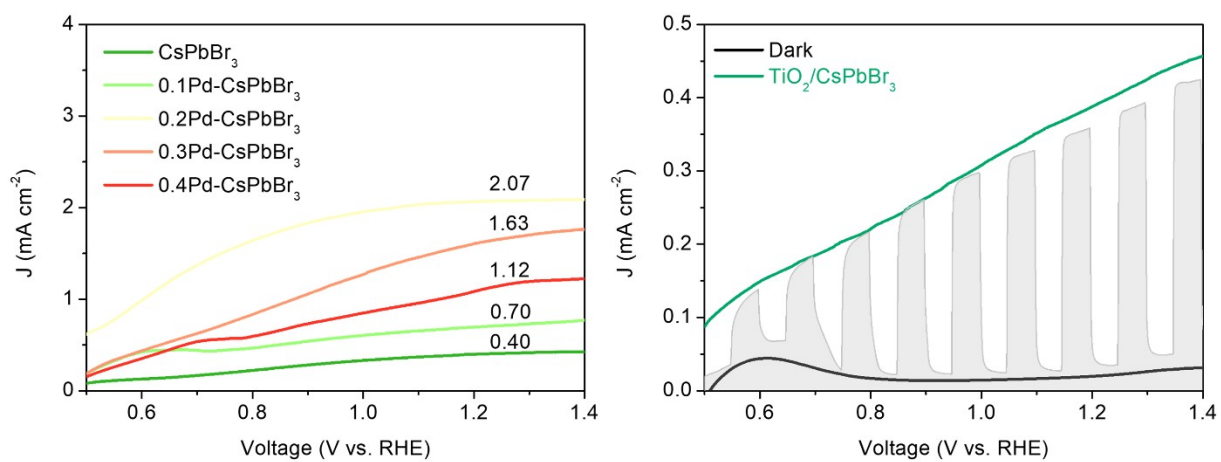 4
3
2
1
0
J (mA cm⁻²)
CsPbBr₃
0.1Pd-CsPbBr₃
0.2Pd-CsPbBr₃
0.3Pd-CsPbBr₃
0.4Pd-CsPbBr₃
2.07
1.63
1.12
0.70
0.40
0.6 0.8 1.0 1.2 1.4
Voltage (V vs. RHE)
0.5
0.4
0.3
0.2
0.1
0.0
J (mA cm⁻²)
Dark
TiO₂/CsPbBr₃
0.6 0.8 1.0 1.2 1.4
Voltage (V vs. RHE)